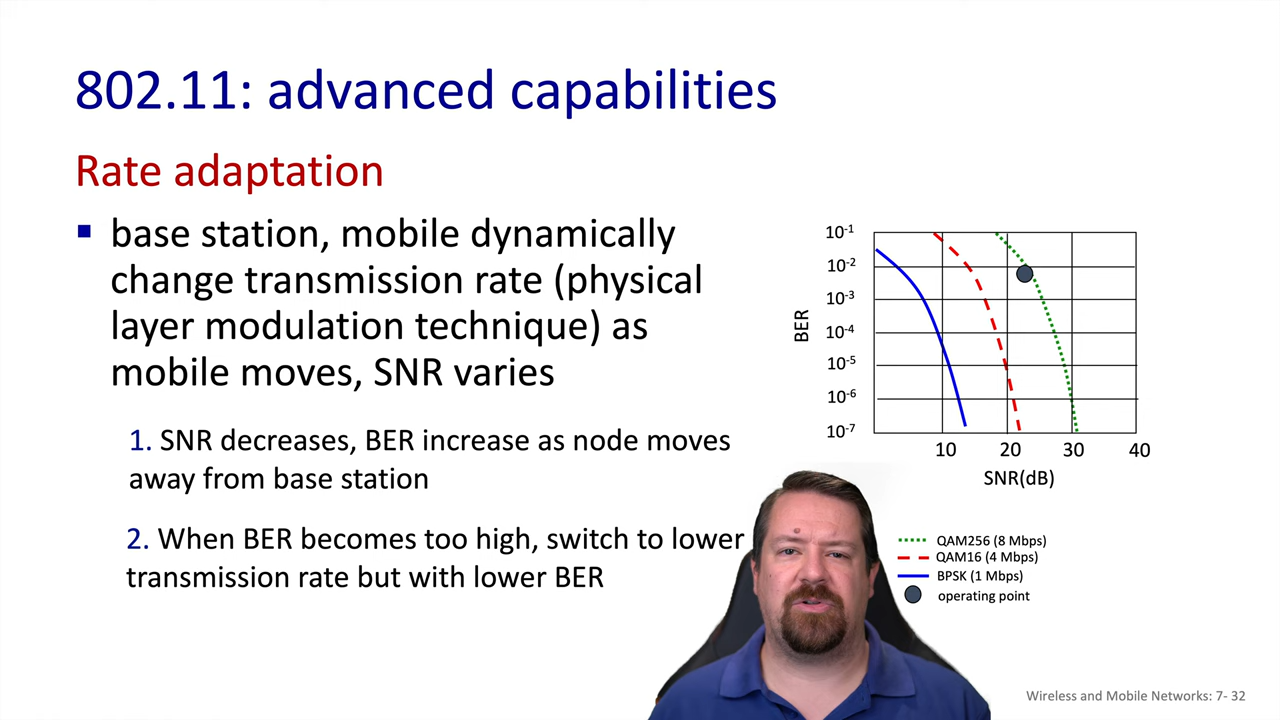 802.11: advanced capabilities
Rate adaptation
base station, mobile dynamically
change transmission rate (physical
layer modulation technique) as
mobile moves, SNR varies
1. SNR decreases, BER increase as node moves
away from base station
2. When BER becomes too high, switch to lower
transmission rate but with lower BER
BER
10-1
10-2
10-3
10-4
10-5
10-6
10-7
10 20 30 40
SNR(dB)
QAM256 (8 Mbps)
QAM16 (4 Mbps)
BPSK (1 Mbps)
operating point
Wireless and Mobile Networks: 7- 32